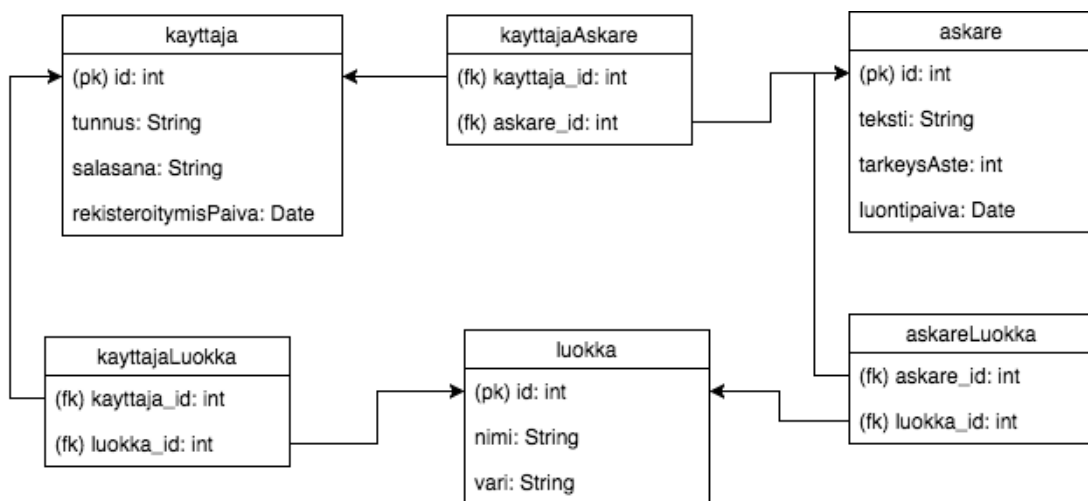 kayttaja
(pk) id: int
tunnus: String
salasana: String
rekisteroitymisPaiva: Date
kayttajaAskare
(fk) kayttaja_id: int
(fk) askare_id: int
askare
(pk) id: int
teksti: String
tarkeysAste: int
luontipaiva: Date
kayttajaLuokka
(fk) kayttaja_id: int
(fk) luokka_id: int
luokka
(pk) id: int
nimi: String
vari: String
askareLuokka
(fk) askare_id: int
(fk) luokka_id: int